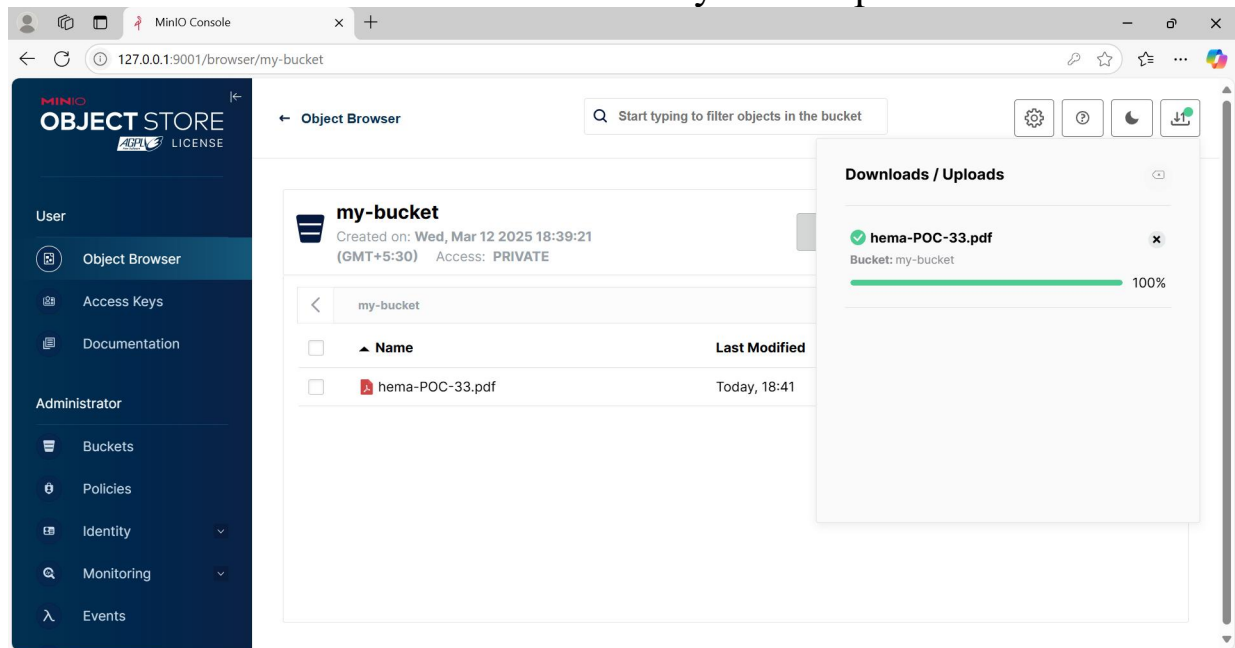 MinIO Console
127.0.0.1:9001/browser/my-bucket
MINIO
OBJECT STORE
AGPLV3 LICENSE
User
Object Browser
Access Keys
Documentation
Administrator
Buckets
Policies
Identity
Monitoring
Events
← Object Browser
Start typing to filter objects in the bucket
my-bucket
Created on: Wed, Mar 12 2025 18:39:21
(GMT+5:30) Access: PRIVATE
my-bucket
Name Last Modified
hema-POC-33.pdf Today, 18:41
Downloads / Uploads
hema-POC-33.pdf
Bucket: my-bucket
100%